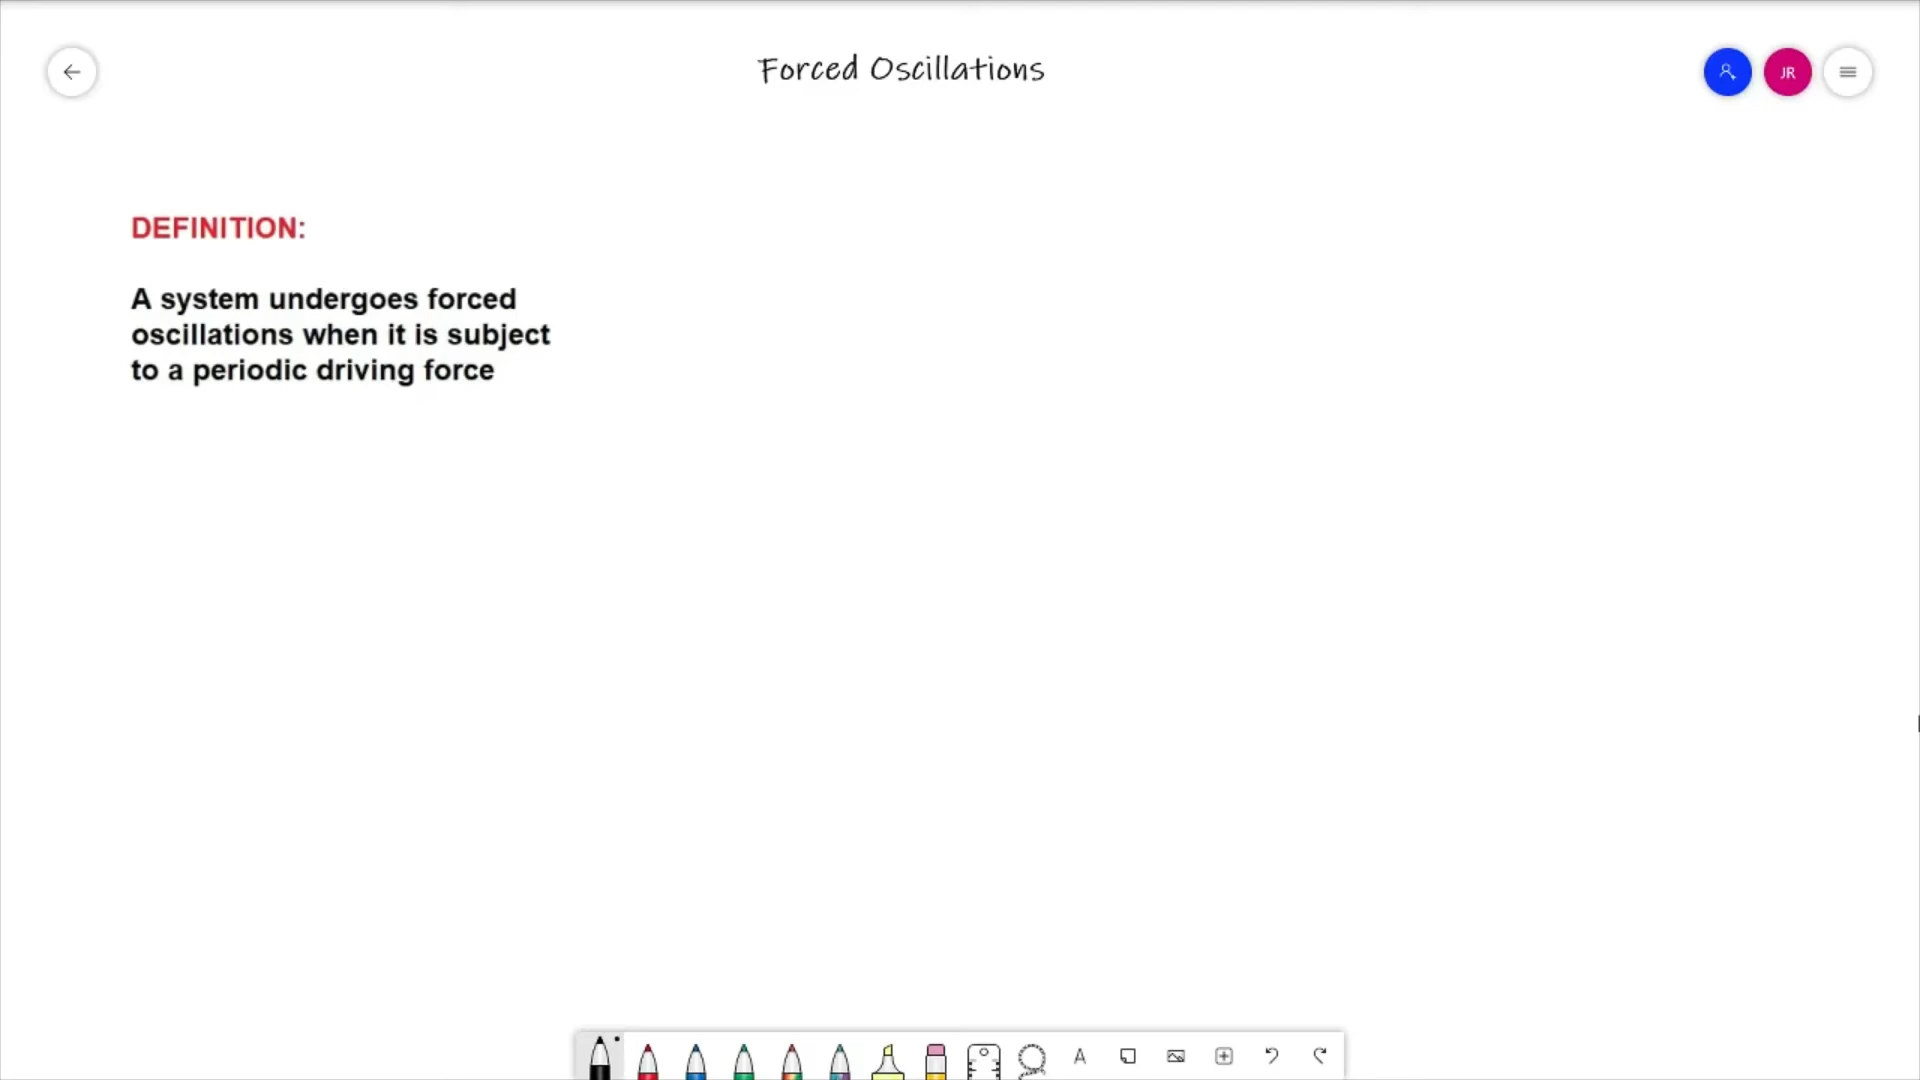 Forced Oscillations
JR
DEFINITION:
A system undergoes forced
oscillations when it is subject
to a periodic driving force
A